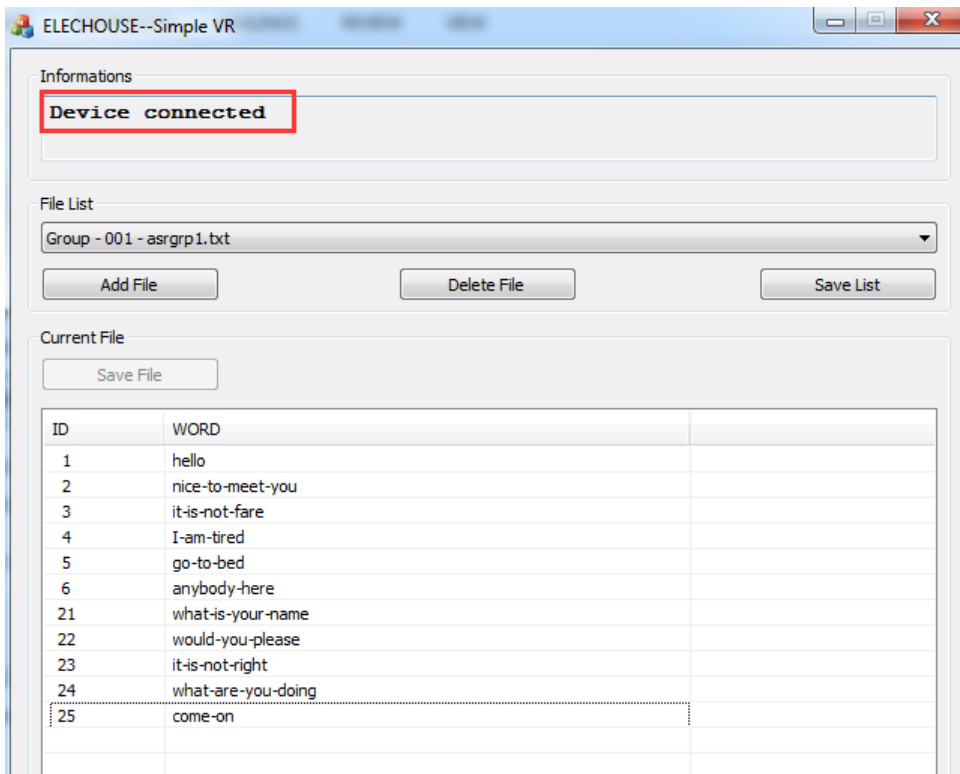 ELECHOUSE--Simple VR
Informations
Device connected
File List
Group - 001 - asrgrp1.txt
Add File Delete File Save List
Current File
Save File
ID WORD
1 hello
2 nice-to-meet-you
3 it-is-not-fare
4 I-am-tired
5 go-to-bed
6 anybody-here
21 what-is-your-name
22 would-you-please
23 it-is-not-right
24 what-are-you-doing
25 come-on